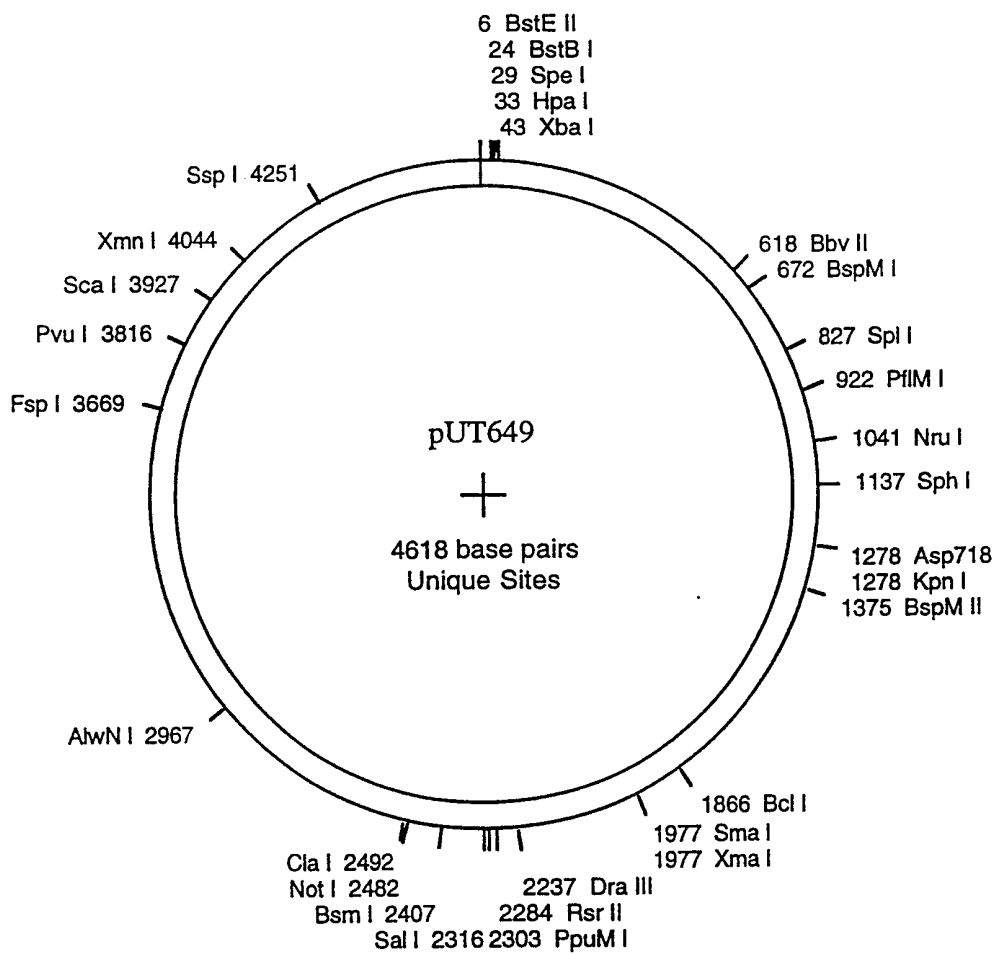 6 BstE II
24 BstB I
29 Spe I
33 Hpa I
43 Xba I
Ssp I 4251
Xmn I 4044
Sca I 3927
Pvu I 3816
Fsp I 3669
618 Bbv II
672 BspM I
827 Spl I
922 PflM I
1041 Nru I
1137 Sph I
1278 Asp718
1278 Kpn I
1375 BspM II
pUT649
4618 base pairs
Unique Sites
AlwN I 2967
1866 Bcl I
1977 Sma I
1977 Xma I
Cla I 2492
Not I 2482
Bsm I 2407
Sal I 2316
2237 Dra III
2284 Rsr II
2303 PpuM I